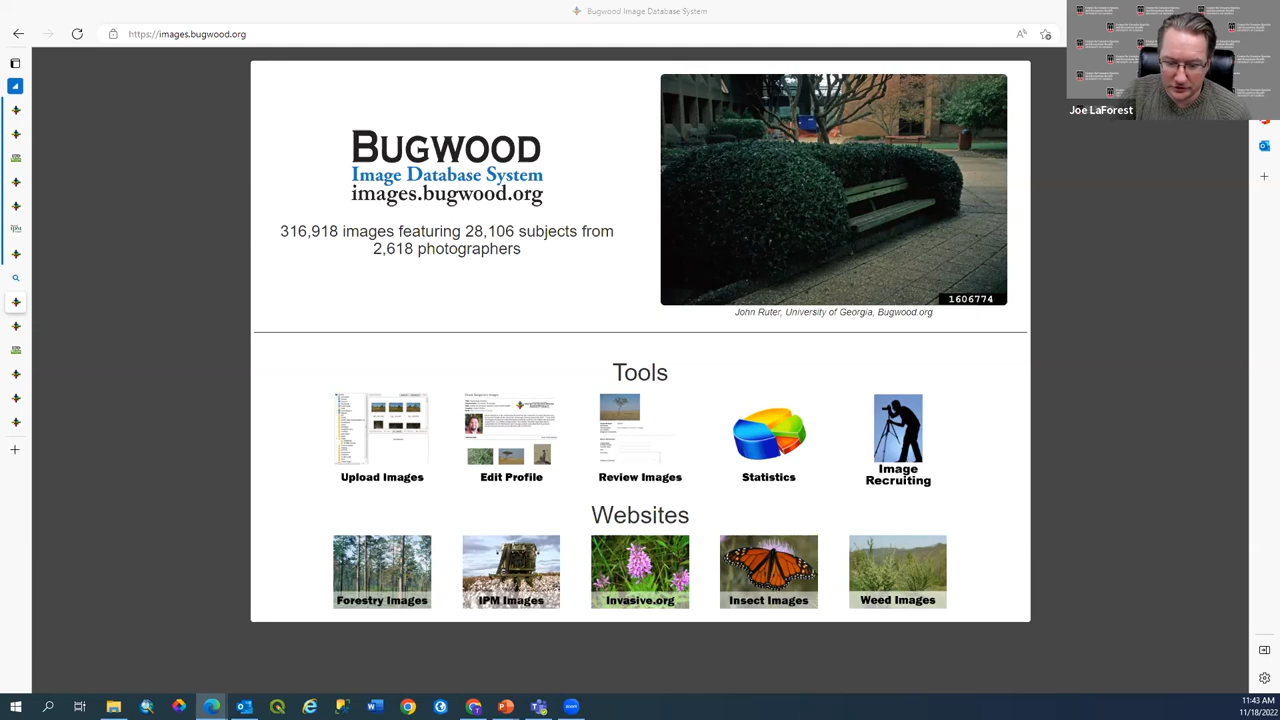 Bugwood Image Database System
https://images.bugwood.org
Joe LaForest
BUGWOOD
Image Database System
images.bugwood.org
316,918 images featuring 28,106 subjects from
2,618 photographers
1606774
John Ruter, University of Georgia, Bugwood.org
Tools
Upload Images
Edit Profile
Review Images
Statistics
Image
Recruiting
Websites
Forestry Images
IPM Images
Invasive.org
Insect Images
Weed Images
11:43 AM
11/18/2022